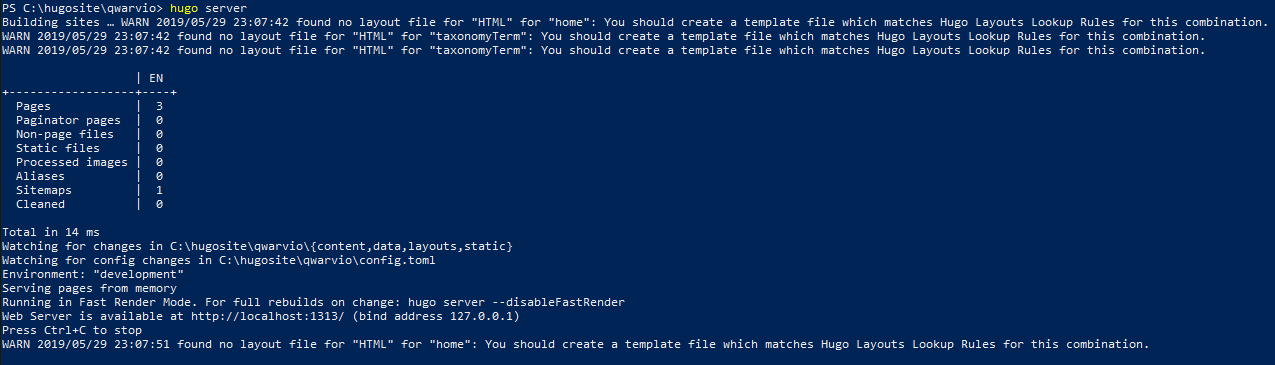 PS C:\hugosite\qwarvio> hugo server
Building sites … WARN 2019/05/29 23:07:42 found no layout file for "HTML" for "home": You should create a template file which matches Hugo Layouts Lookup Rules for this combination.
WARN 2019/05/29 23:07:42 found no layout file for "HTML" for "taxonomyTerm": You should create a template file which matches Hugo Layouts Lookup Rules for this combination.
WARN 2019/05/29 23:07:42 found no layout file for "HTML" for "taxonomyTerm": You should create a template file which matches Hugo Layouts Lookup Rules for this combination.
                   | EN
+------------------+----+
  Pages            |  3
  Paginator pages  |  0
  Non-page files   |  0
  Static files     |  0
  Processed images |  0
  Aliases          |  0
  Sitemaps         |  1
  Cleaned          |  0
Total in 14 ms
Watching for changes in C:\hugosite\qwarvio\{content,data,layouts,static}
Watching for config changes in C:\hugosite\qwarvio\config.toml
Environment: "development"
Serving pages from memory
Running in Fast Render Mode. For full rebuilds on change: hugo server --disableFastRender
Web Server is available at http://localhost:1313/ (bind address 127.0.0.1)
Press Ctrl+C to stop
WARN 2019/05/29 23:07:51 found no layout file for "HTML" for "home": You should create a template file which matches Hugo Layouts Lookup Rules for this combination.